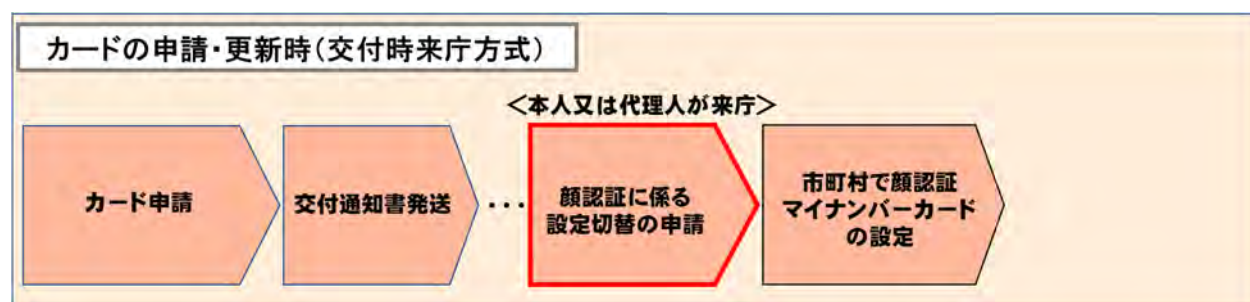 カードの申請・更新時(交付時来庁方式)
<本人又は代理人が来庁>
カード申請
交付通知書発送
・・・
顔認証に係る
設定切替の申請
市町村で顔認証
マイナンバーカード
の設定